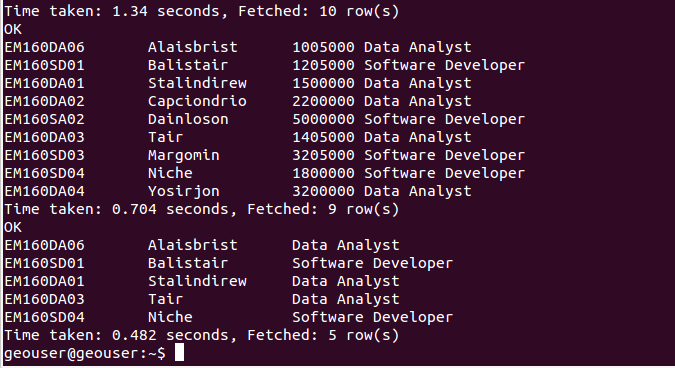 Time taken: 1.34 seconds, Fetched: 10 row(s)
OK
EM160DA06 Alaisbrist 1005000 Data Analyst
EM160SD01 Balistair 1205000 Software Developer
EM160DA01 Stalindirew 1500000 Data Analyst
EM160DA02 Capciondrio 2200000 Data Analyst
EM160SA02 Dainloson 5000000 Software Developer
EM160DA03 Tair 1405000 Data Analyst
EM160SD03 Margomin 3205000 Software Developer
EM160SD04 Niche 1800000 Software Developer
EM160DA04 Yosirjon 3200000 Data Analyst
Time taken: 0.704 seconds, Fetched: 9 row(s)
OK
EM160DA06 Alaisbrist Data Analyst
EM160SD01 Balistair Software Developer
EM160DA01 Stalindirew Data Analyst
EM160DA03 Tair Data Analyst
EM160SD04 Niche Software Developer
Time taken: 0.482 seconds, Fetched: 5 row(s)
geouser@geouser:~$